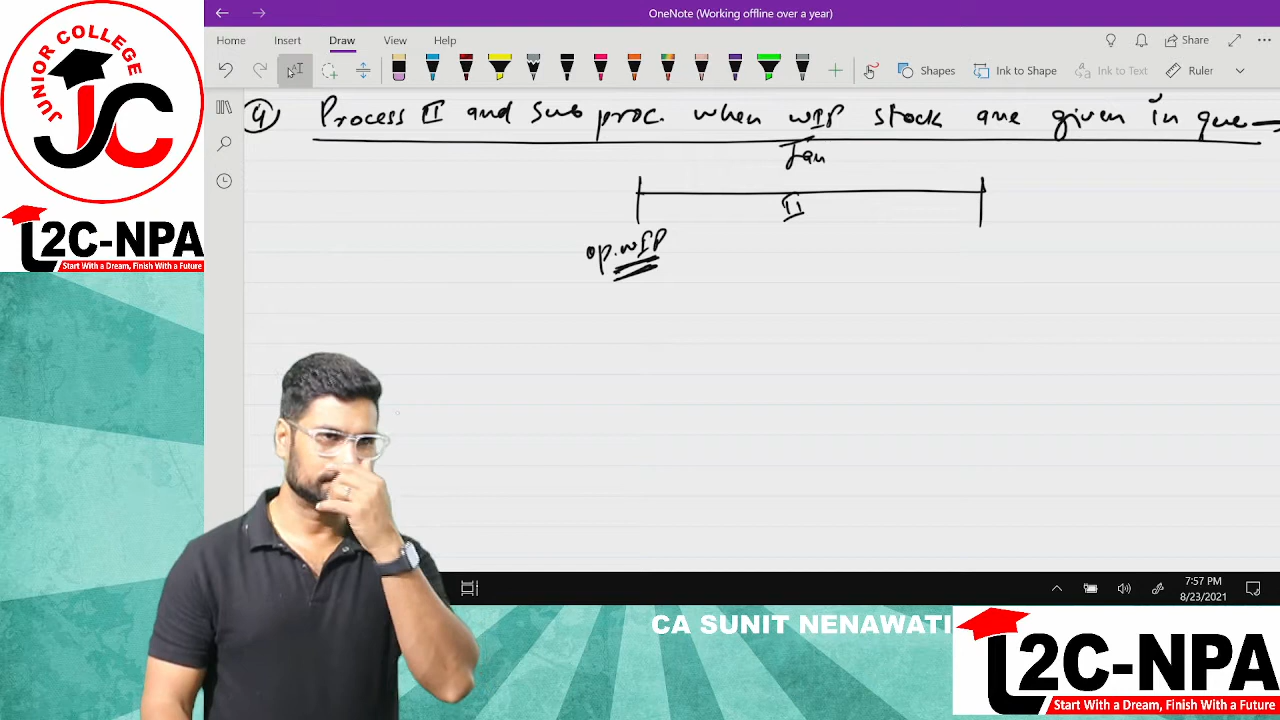 JUNIOR COLLEGE
JC
L2C-NPA
Start With a Dream, Finish With a Future
OneNote (Working offline over a year)
Home Insert Draw View Help
Share
Shapes Ink to Shape Ink to Text Ruler
④ Process II and Sub proc. when WIP stock are given in que
Jan
II
op. WIP
7:57 PM
8/23/2021
CA SUNIT NENAWATI
L2C-NPA
Start With a Dream, Finish With a Future